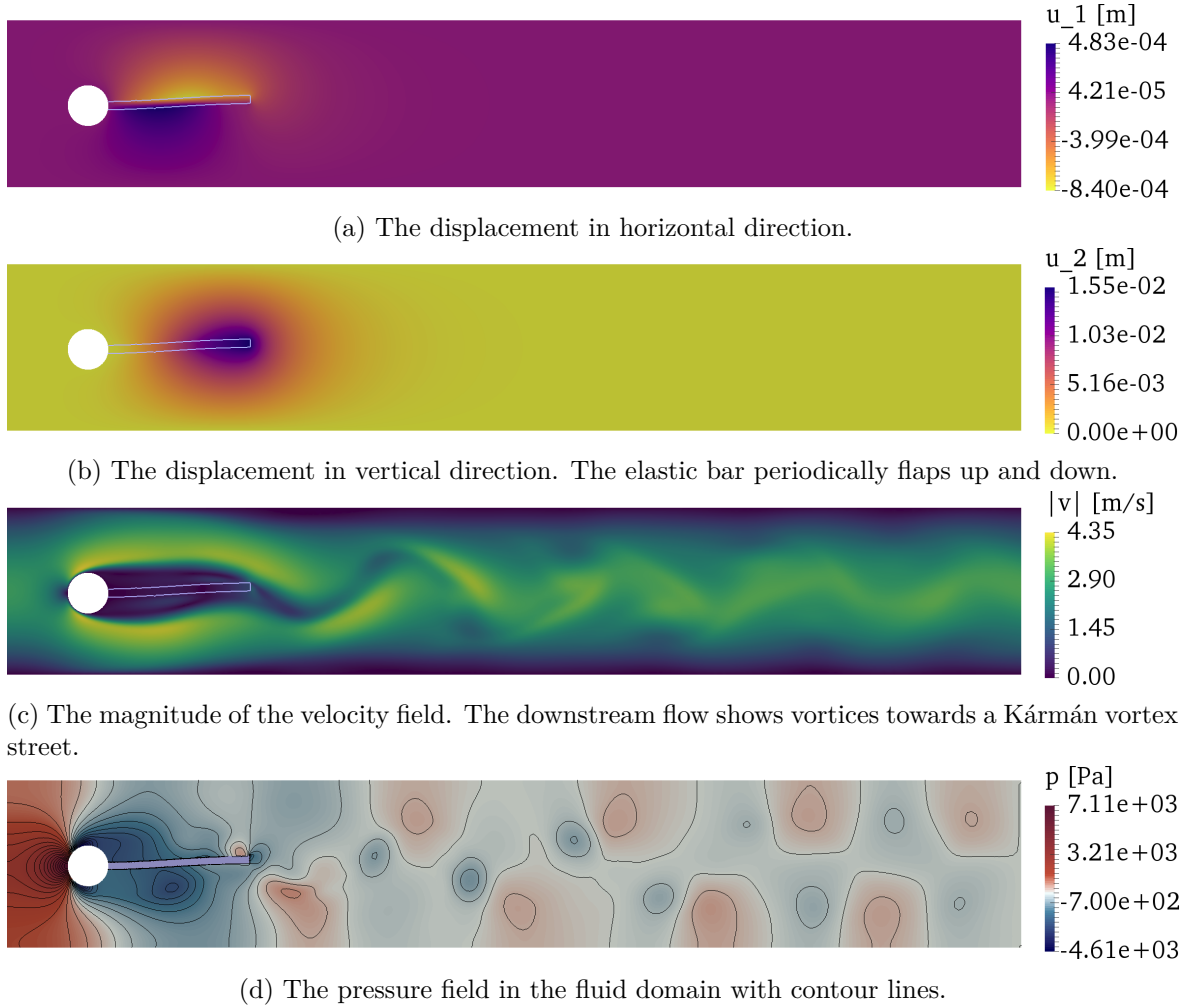 u_1 [m]
4.83e-04
4.21e-05
-3.99e-04
-8.40e-04
(a) The displacement in horizontal direction.
u_2 [m]
1.55e-02
1.03e-02
5.16e-03
0.00e+00
(b) The displacement in vertical direction. The elastic bar periodically flaps up and down.
|v| [m/s]
4.35
2.90
1.45
0.00
(c) The magnitude of the velocity field. The downstream flow shows vortices towards a Kármán vortex
street.
p [Pa]
7.11e+03
3.21e+03
-7.00e+02
-4.61e+03
(d) The pressure field in the fluid domain with contour lines.